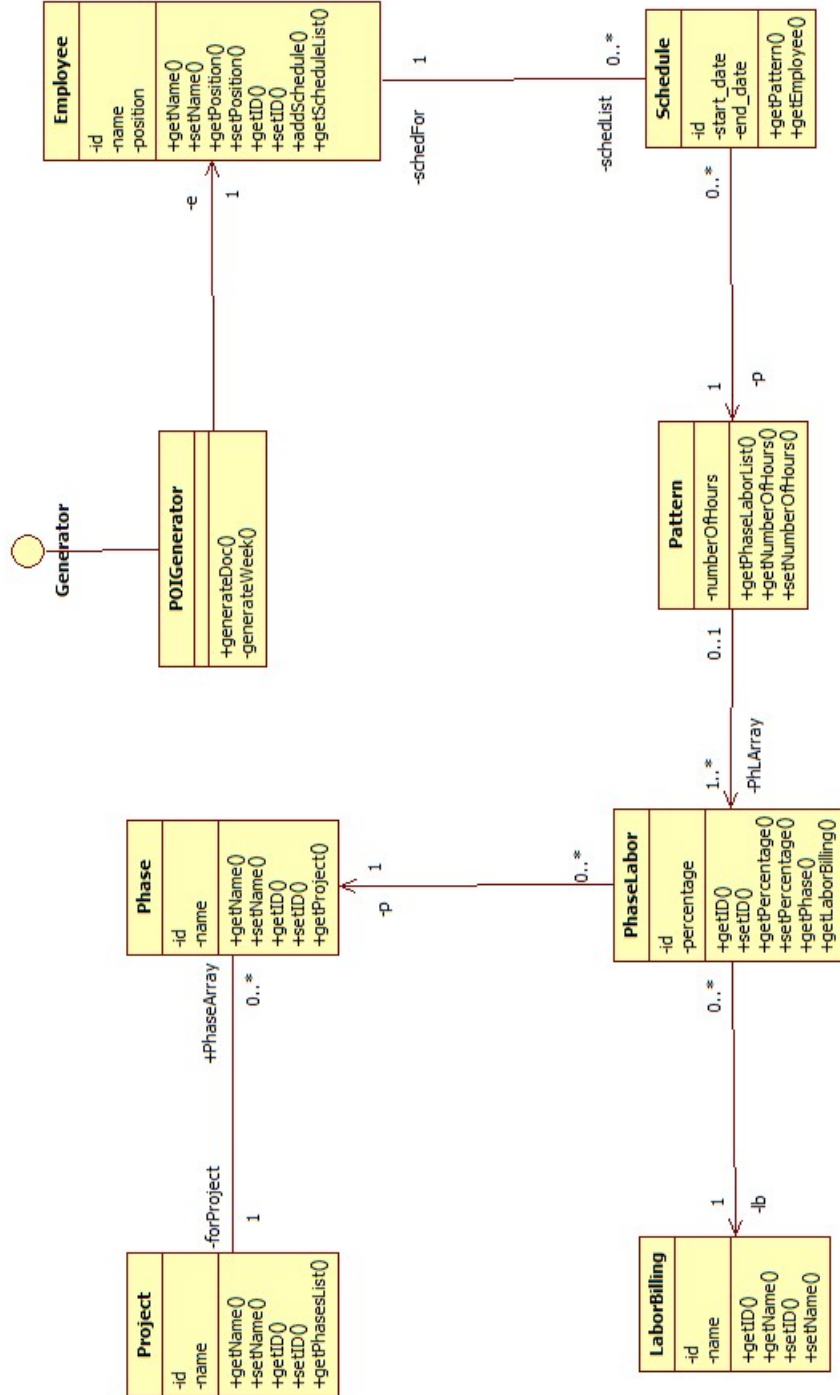 Generator
POIGenerator
+generateDoc()
-generateWeek()
-e
1
Employee
-id
-name
-position
+getName()
+setName()
+getPosition()
+setPosition()
+getID()
+setID()
+addSchedule()
+getScheduleList()
Project
-id
-name
+getName()
+setName()
+getID()
+setID()
+getPhasesList()
-forProject
1
+PhaseArray
0..*
Phase
-id
-name
+getName()
+setName()
+getID()
+setID()
+getProject()
-p
1
0..*
-schedFor
1
-schedList
0..*
LaborBilling
-id
-name
+getID()
+getName()
+setID()
+setName()
1
-lb
0..*
PhaseLabor
-id
-percentage
+getID()
+setID()
+getPercentage()
+setPercentage()
+getPhase()
+getLaborBilling()
1..*
-PhLArray
0..1
Pattern
-numberOfHours
+getPhaseLaborList()
+getNumberOfHours()
+setNumberOfHours()
1
-p
0..*
Schedule
-id
-start_date
-end_date
+getPattern()
+getEmployee()